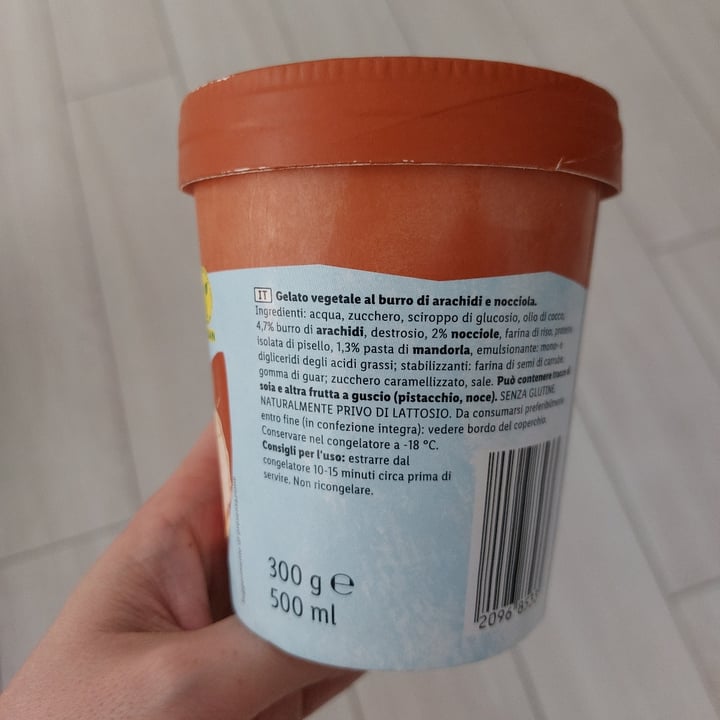 IT Gelato vegetale al burro di arachidi e nocciola.
Ingredienti: acqua, zucchero, sciroppo di glucosio, olio di cocco,
4,7% burro di arachidi, destrosio, 2% nocciole, farina di riso, proteine
isolata di pisello, 1,3% pasta di mandorla, emulsionante: mono- e
digliceridi degli acidi grassi; stabilizzanti: farina di semi di carrube,
gomma di guar; zucchero caramellizzato, sale. Può contenere tracce di
soia e altra frutta a guscio (pistacchio, noce). SENZA GLUTINE.
NATURALMENTE PRIVO DI LATTOSIO. Da consumarsi preferibilmente
entro fine (in confezione integra): vedere bordo del coperchio.
Conservare nel congelatore a -18 °C.
Consigli per l'uso: estrarre dal
congelatore 10-15 minuti circa prima di
servire. Non ricongelare.
300 g e
500 ml
2096